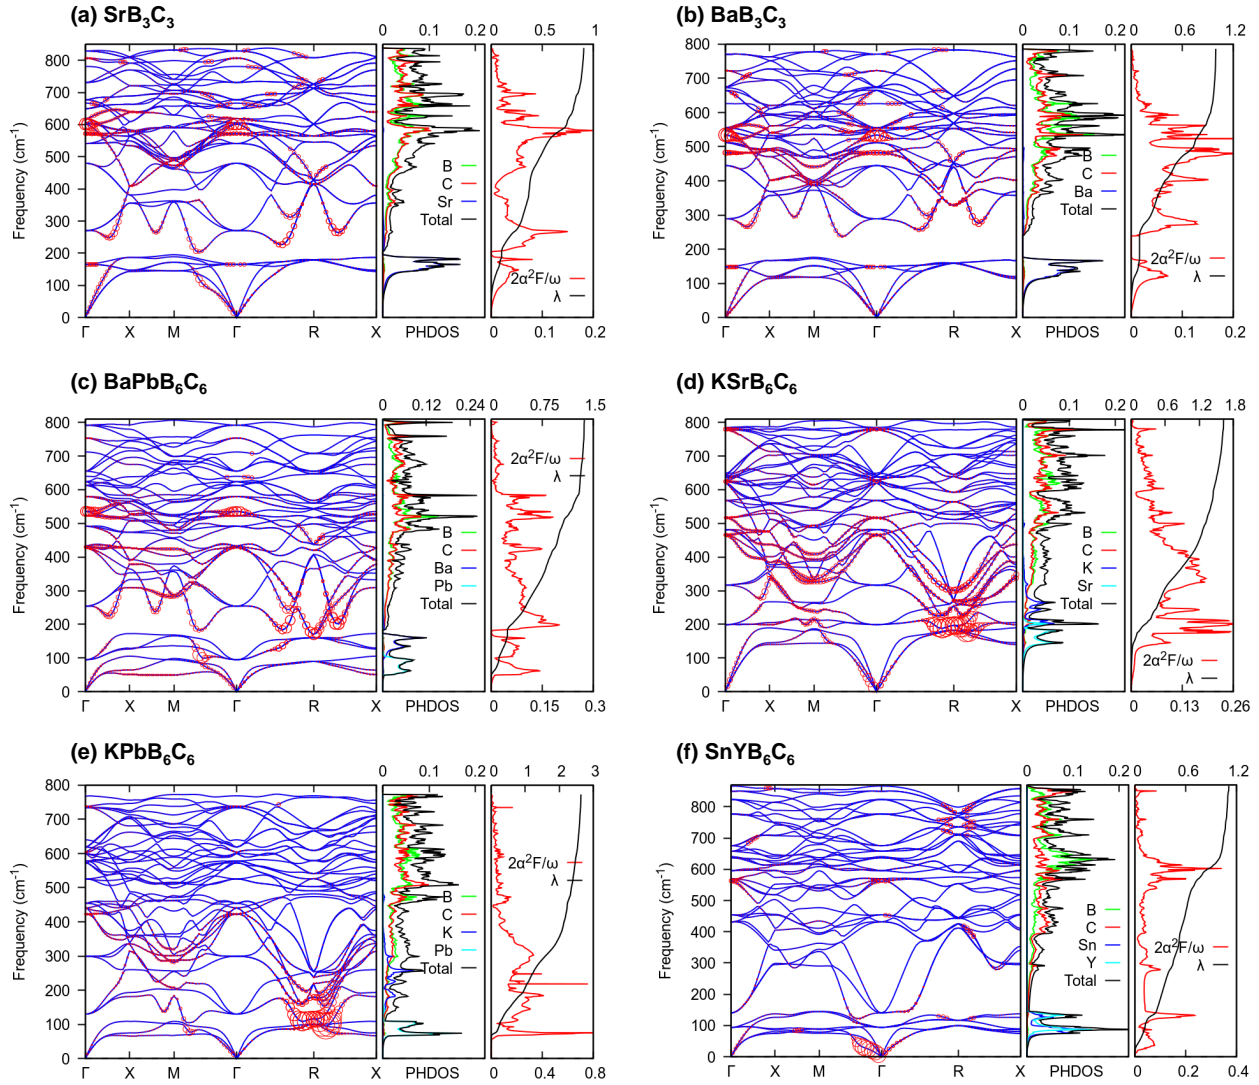 (a) SrB₃C₃
0 0.1 0.2
0 0.5 1
Frequency (cm⁻¹)
800
700
600
500
400
300
200
100
0
B
C
Sr
Total
2α²F/ω
λ
Γ X M Γ R X
PHDOS
0 0.1 0.2
(b) BaB₃C₃
0 0.1 0.2
0 0.6 1.2
Frequency (cm⁻¹)
800
700
600
500
400
300
200
100
0
B
C
Ba
Total
2α²F/ω
λ
Γ X M Γ R X
PHDOS
0 0.1 0.2
(c) BaPbB₆C₆
0 0.12 0.24
0 0.75 1.5
Frequency (cm⁻¹)
800
700
600
500
400
300
200
100
0
2α²F/ω
λ
B
C
Ba
Pb
Total
Γ X M Γ R X
PHDOS
0 0.15 0.3
(d) KSrB₆C₆
0 0.1 0.2
0 0.6 1.2 1.8
Frequency (cm⁻¹)
800
700
600
500
400
300
200
100
0
B
C
K
Sr
Total
2α²F/ω
λ
Γ X M Γ R X
PHDOS
0 0.13 0.26
(e) KPbB₆C₆
0 0.1 0.2
0 1 2 3
Frequency (cm⁻¹)
800
700
600
500
400
300
200
100
0
2α²F/ω
λ
B
C
K
Pb
Total
Γ X M Γ R X
PHDOS
0 0.4 0.8
(f) SnYB₆C₆
0 0.1 0.2
0 0.6 1.2
Frequency (cm⁻¹)
800
700
600
500
400
300
200
100
0
B
C
Sn
Y
Total
2α²F/ω
λ
Γ X M Γ R X
PHDOS
0 0.2 0.4